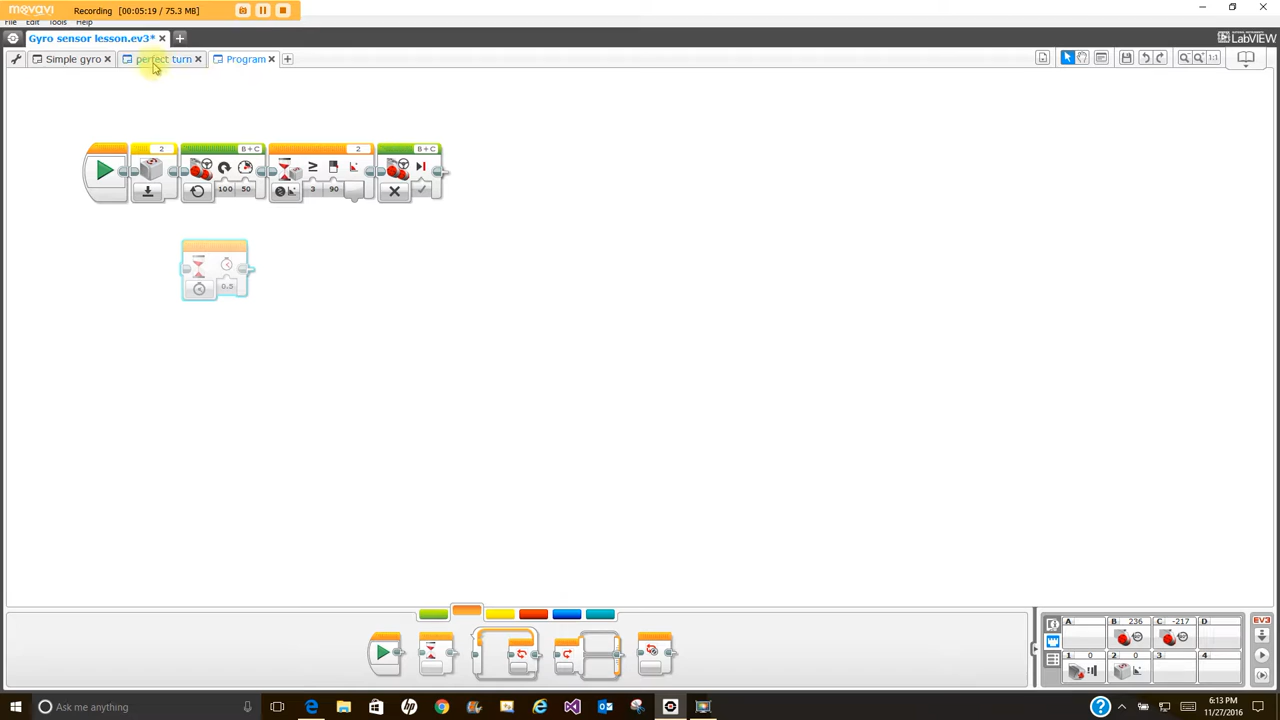 movavi Recording (00:05:19 / 75.3 MB)
File Edit Tools Help
Gyro sensor lesson.ev3*
LabVIEW
Simple gyro perfect turn Program
1:1
2 B + C 2 B + C
100 50 3 90
0.5
EV3
A B 236 C -217 D
1 0 2 0 3 4
Ask me anything
6:13 PM
11/27/2016